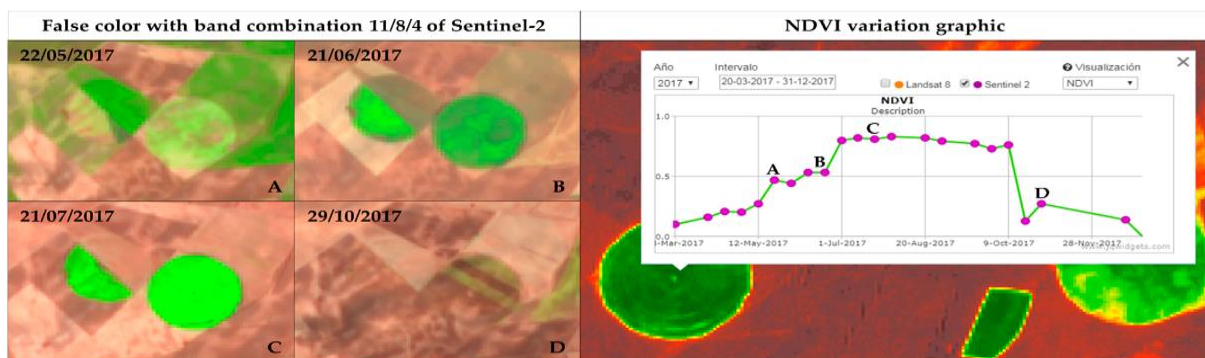 False color with band combination 11/8/4 of Sentinel-2
22/05/2017
A
21/06/2017
B
21/07/2017
C
29/10/2017
D
NDVI variation graphic
Año
Intervalo
Visualización
2017
20-03-2017 - 31-12-2017
Landsat 8
Sentinel 2
NDVI
NDVI
Description
1.0
0.5
0.0
A
B
C
D
-Mar-2017
12-May-2017
1-Jul-2017
20-Aug-2017
9-Oct-2017
28-Nov-2017